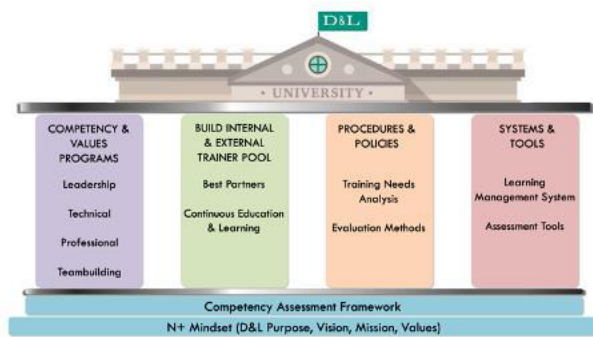 D&L
• UNIVERSITY •
COMPETENCY &
VALUES
PROGRAMS
Leadership
Technical
Professional
Teambuilding
BUILD INTERNAL
& EXTERNAL
TRAINER POOL
Best Partners
Continuous Education
& Learning
PROCEDURES &
POLICIES
Training Needs
Analysis
Evaluation Methods
SYSTEMS &
TOOLS
Learning
Management System
Assessment Tools
Competency Assessment Framework
N+ Mindset (D&L Purpose, Vision, Mission, Values)